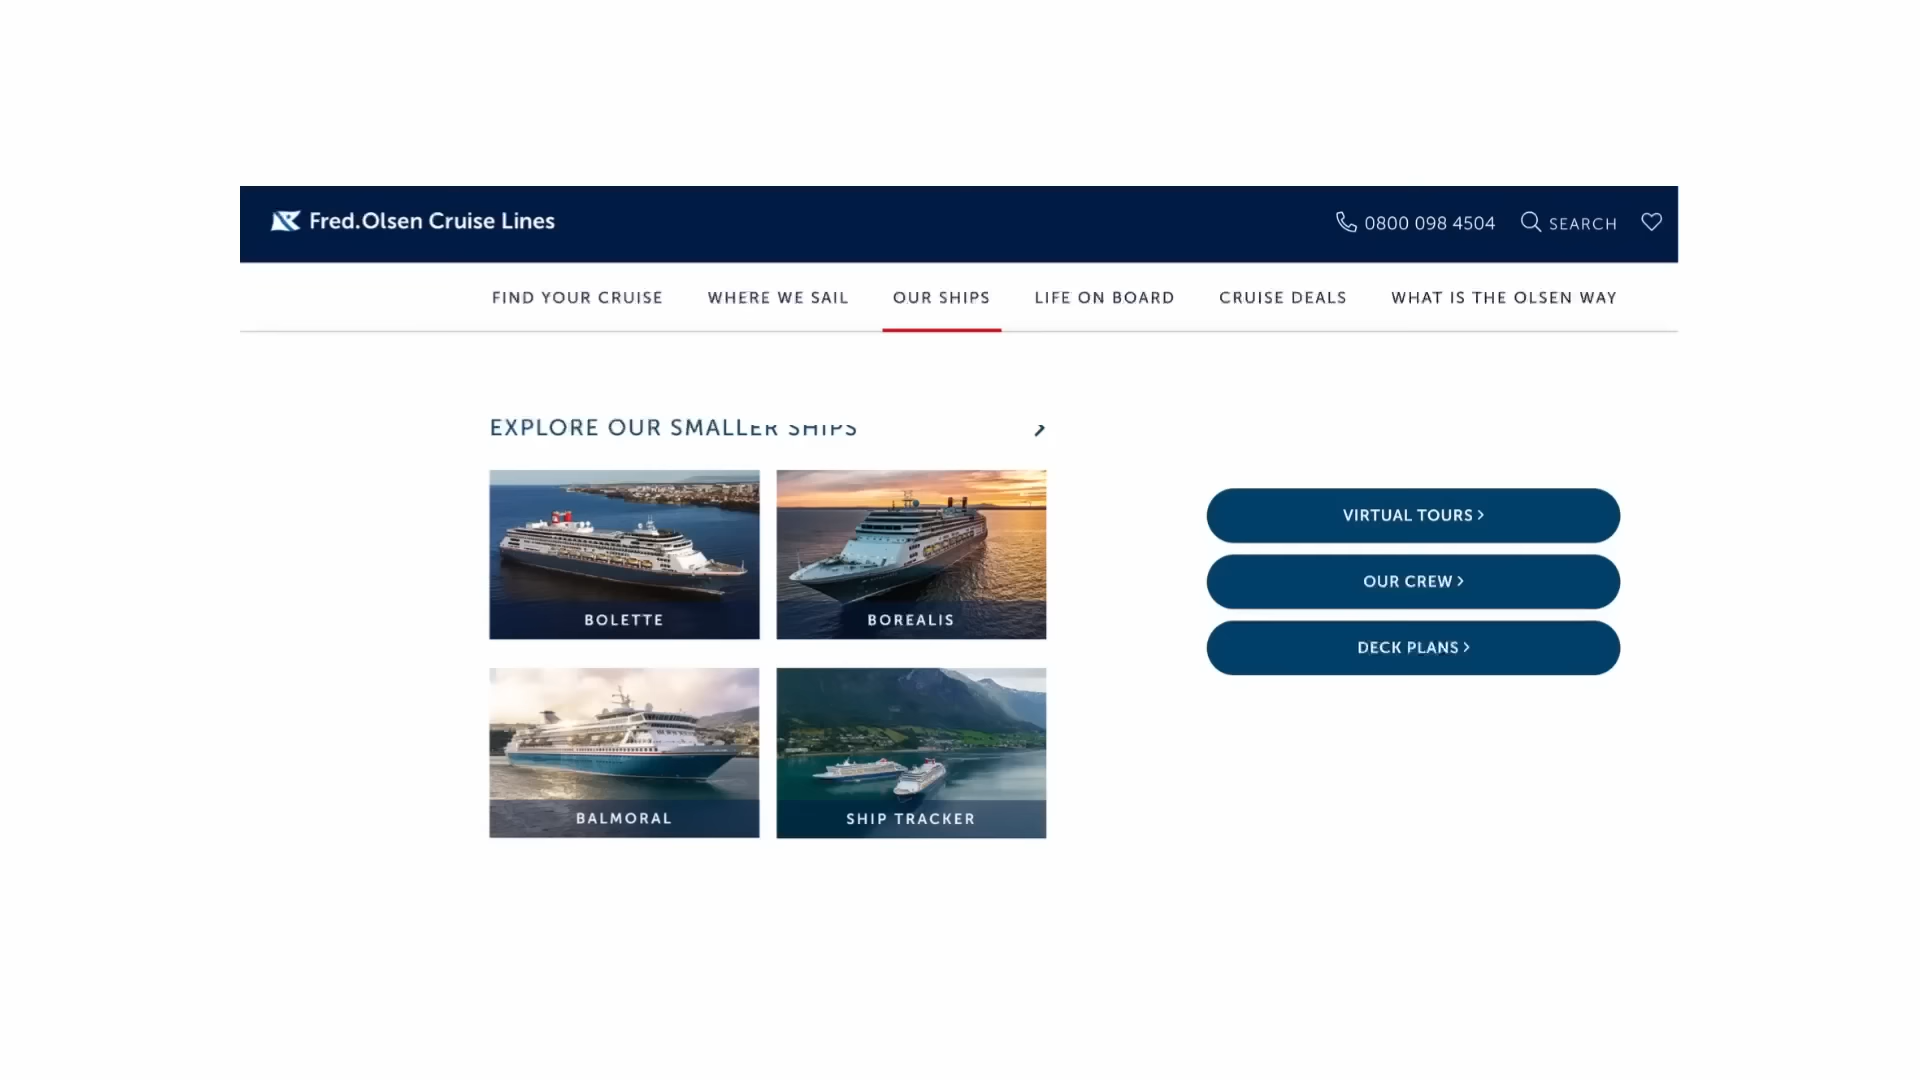 Fred.Olsen Cruise Lines
0800 098 4504 SEARCH
FIND YOUR CRUISE WHERE WE SAIL OUR SHIPS LIFE ON BOARD CRUISE DEALS WHAT IS THE OLSEN WAY
EXPLORE OUR SMALLER SHIPS
BOLETTE
BOREALIS
BALMORAL
SHIP TRACKER
VIRTUAL TOURS >
OUR CREW >
DECK PLANS >